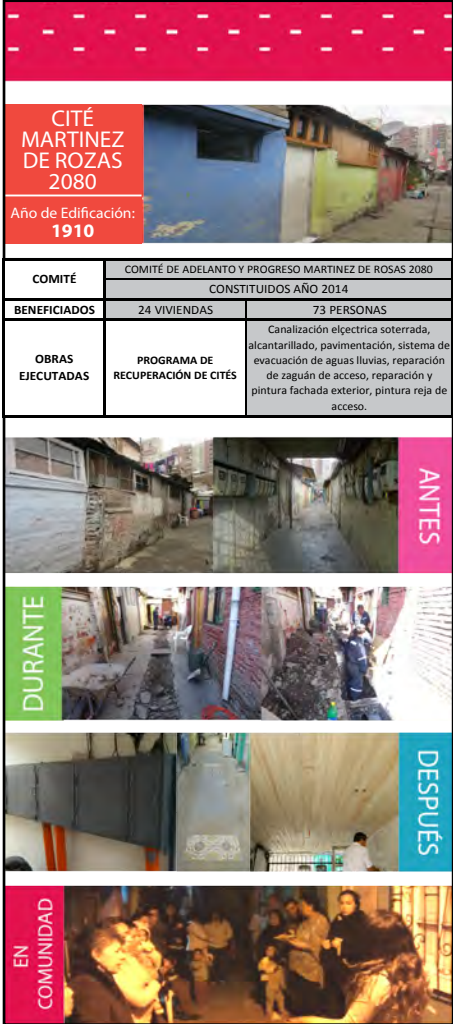 CITÉ
MARTINEZ
DE ROZAS
2080
Año de Edificación:
1910
COMITÉ
COMITÉ DE ADELANTO Y PROGRESO MARTINEZ DE ROSAS 2080
CONSTITUIDOS AÑO 2014
BENEFICIADOS
24 VIVIENDAS
73 PERSONAS
OBRAS
EJECUTADAS
PROGRAMA DE
RECUPERACIÓN DE CITÉS
Canalización elçectrica soterrada,
alcantarillado, pavimentación, sistema de
evacuación de aguas lluvias, reparación
de zaguán de acceso, reparación y
pintura fachada exterior, pintura reja de
acceso.
ANTES
DURANTE
DESPUÉS
EN
COMUNIDAD